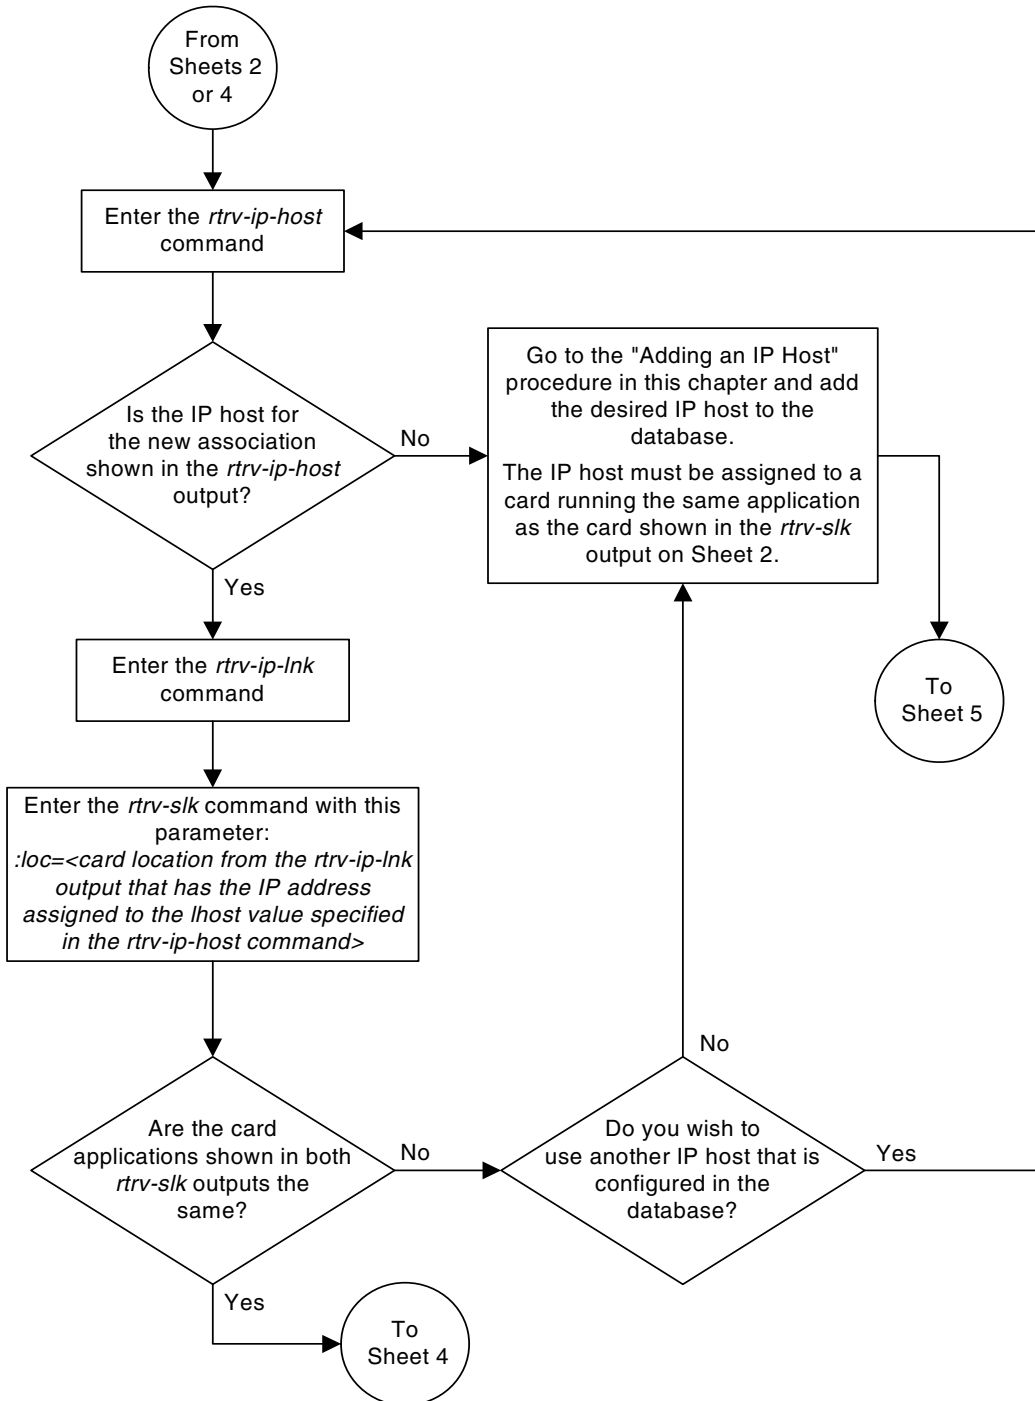 From
Sheets 2
or 4
Enter the rtrv-ip-host
command
Is the IP host for
the new association
shown in the rtrv-ip-host
output?
No
Yes
Go to the "Adding an IP Host"
procedure in this chapter and add
the desired IP host to the
database.
The IP host must be assigned to a
card running the same application
as the card shown in the rtrv-slk
output on Sheet 2.
To
Sheet 5
Enter the rtrv-ip-lnk
command
Enter the rtrv-slk command with this
parameter:
:loc=<card location from the rtrv-ip-lnk
output that has the IP address
assigned to the lhost value specified
in the rtrv-ip-host command>
Are the card
applications shown in both
rtrv-slk outputs the
same?
No
Yes
Do you wish to
use another IP host that is
configured in the
database?
No
Yes
To
Sheet 4